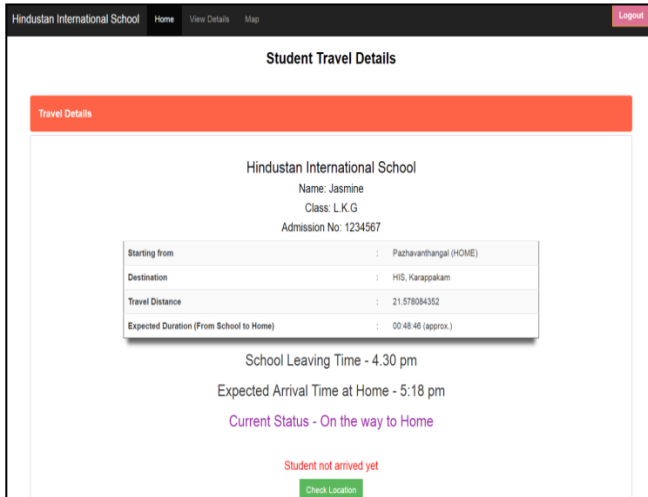 Hindustan International School Home View Details Map Logout
Student Travel Details
Travel Details
Hindustan International School
Name: Jasmine
Class: L.K.G
Admission No: 1234567
Starting from : Pazhavanthangal (HOME)
Destination : HIS, Karappakam
Travel Distance : 21.578084352
Expected Duration (From School to Home) : 00:48:46 (approx.)
School Leaving Time - 4.30 pm
Expected Arrival Time at Home - 5:18 pm
Current Status - On the way to Home
Student not arrived yet
Check Location